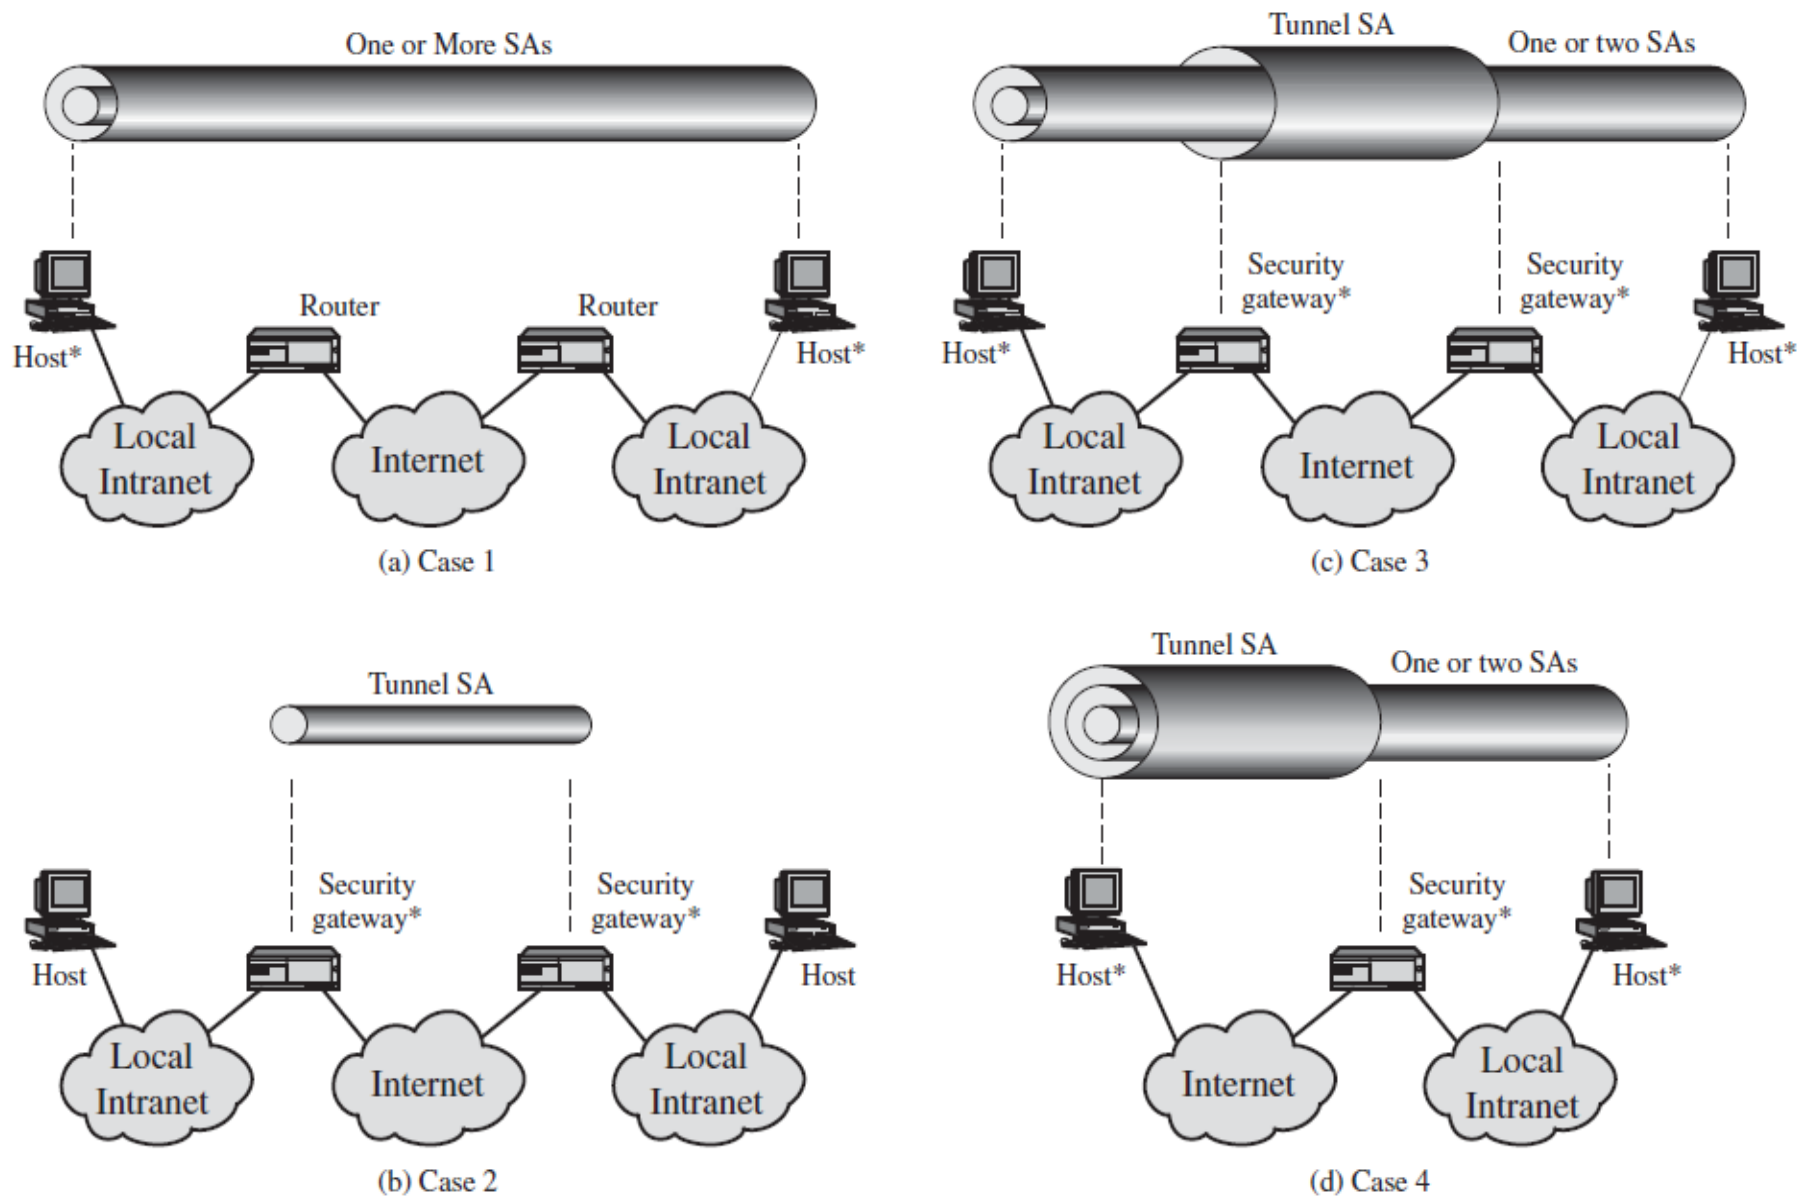 One or More SAs
Router
Router
Host*
Host*
Local
Intranet
Internet
Local
Intranet
(a) Case 1
Tunnel SA
One or two SAs
Security
gateway*
Security
gateway*
Host*
Host*
Local
Intranet
Internet
Local
Intranet
(c) Case 3
Tunnel SA
Security
gateway*
Security
gateway*
Host
Host
Local
Intranet
Internet
Local
Intranet
(b) Case 2
Tunnel SA
One or two SAs
Security
gateway*
Host*
Host*
Internet
Local
Intranet
(d) Case 4